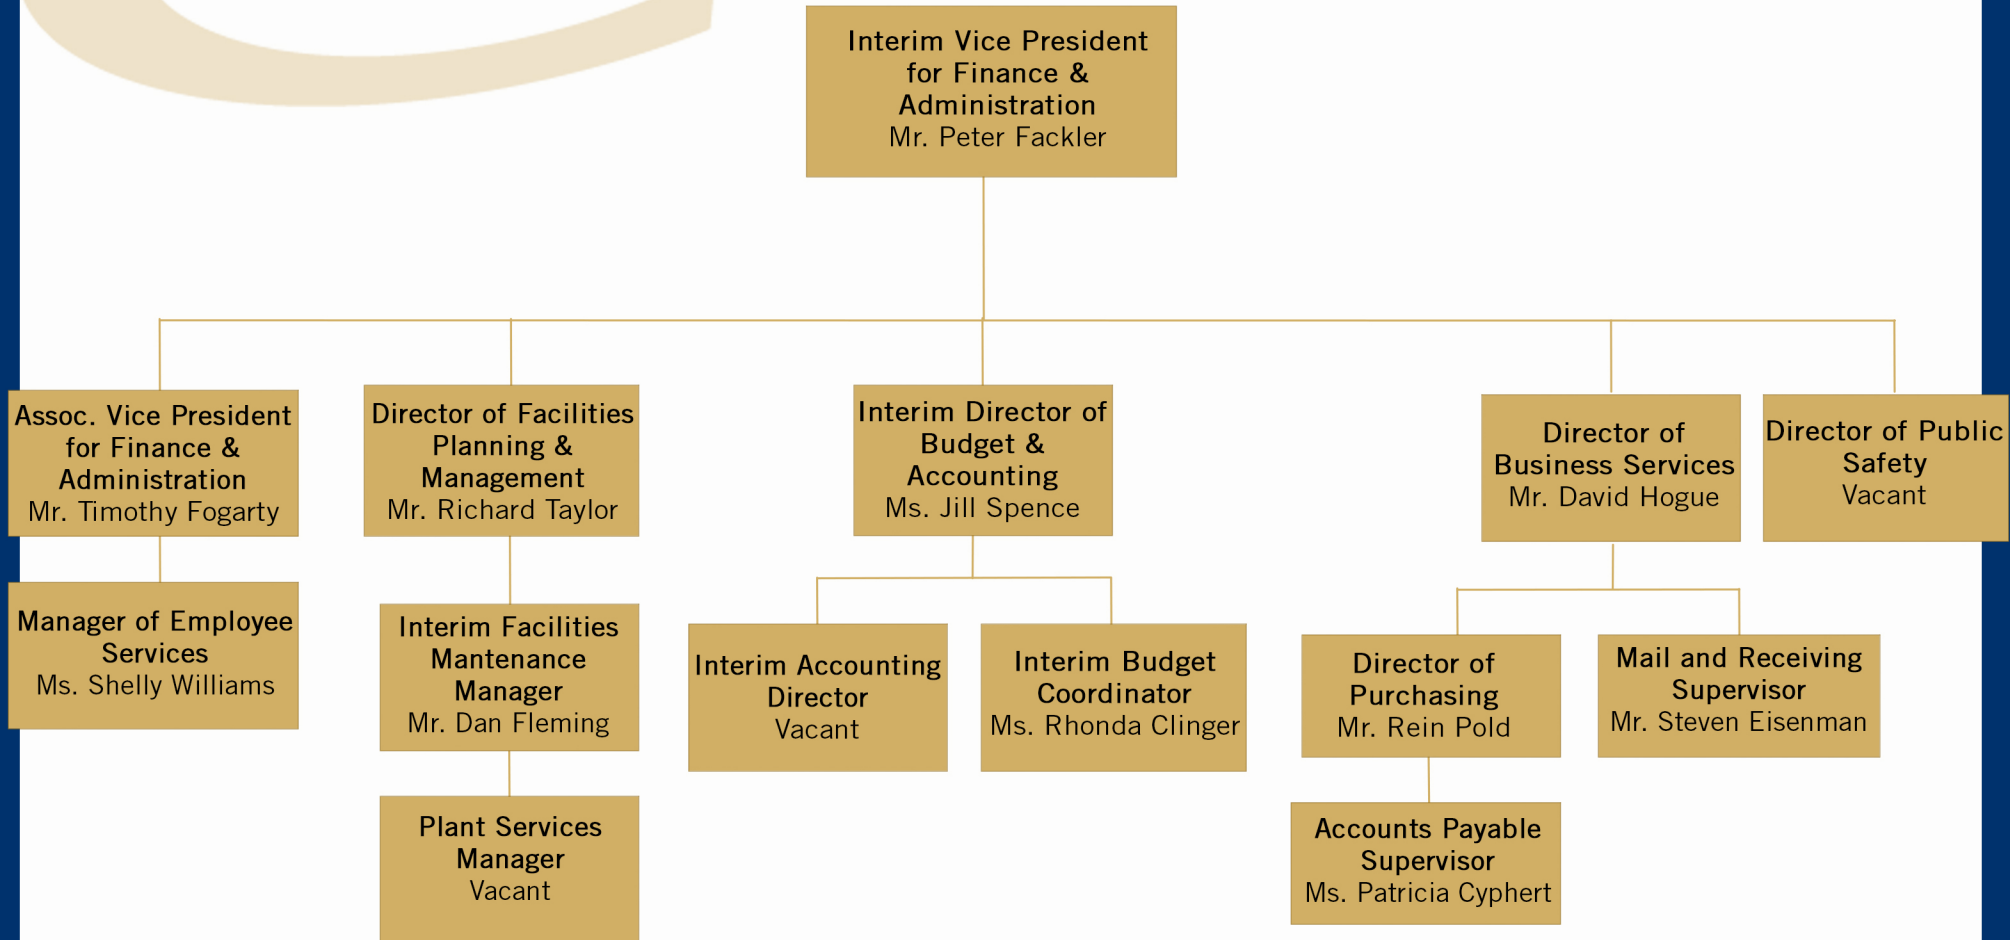 Interim Vice President
for Finance &
Administration
Mr. Peter Fackler
Assoc. Vice President
for Finance &
Administration
Mr. Timothy Fogarty
Director of Facilities
Planning &
Management
Mr. Richard Taylor
Interim Director of
Budget &
Accounting
Ms. Jill Spence
Director of
Business Services
Mr. David Hogue
Director of Public
Safety
Vacant
Manager of Employee
Services
Ms. Shelly Williams
Interim Facilities
Mantenance
Manager
Mr. Dan Fleming
Interim Accounting
Director
Vacant
Interim Budget
Coordinator
Ms. Rhonda Clinger
Director of
Purchasing
Mr. Rein Pold
Mail and Receiving
Supervisor
Mr. Steven Eisenman
Plant Services
Manager
Vacant
Accounts Payable
Supervisor
Ms. Patricia Cyphert